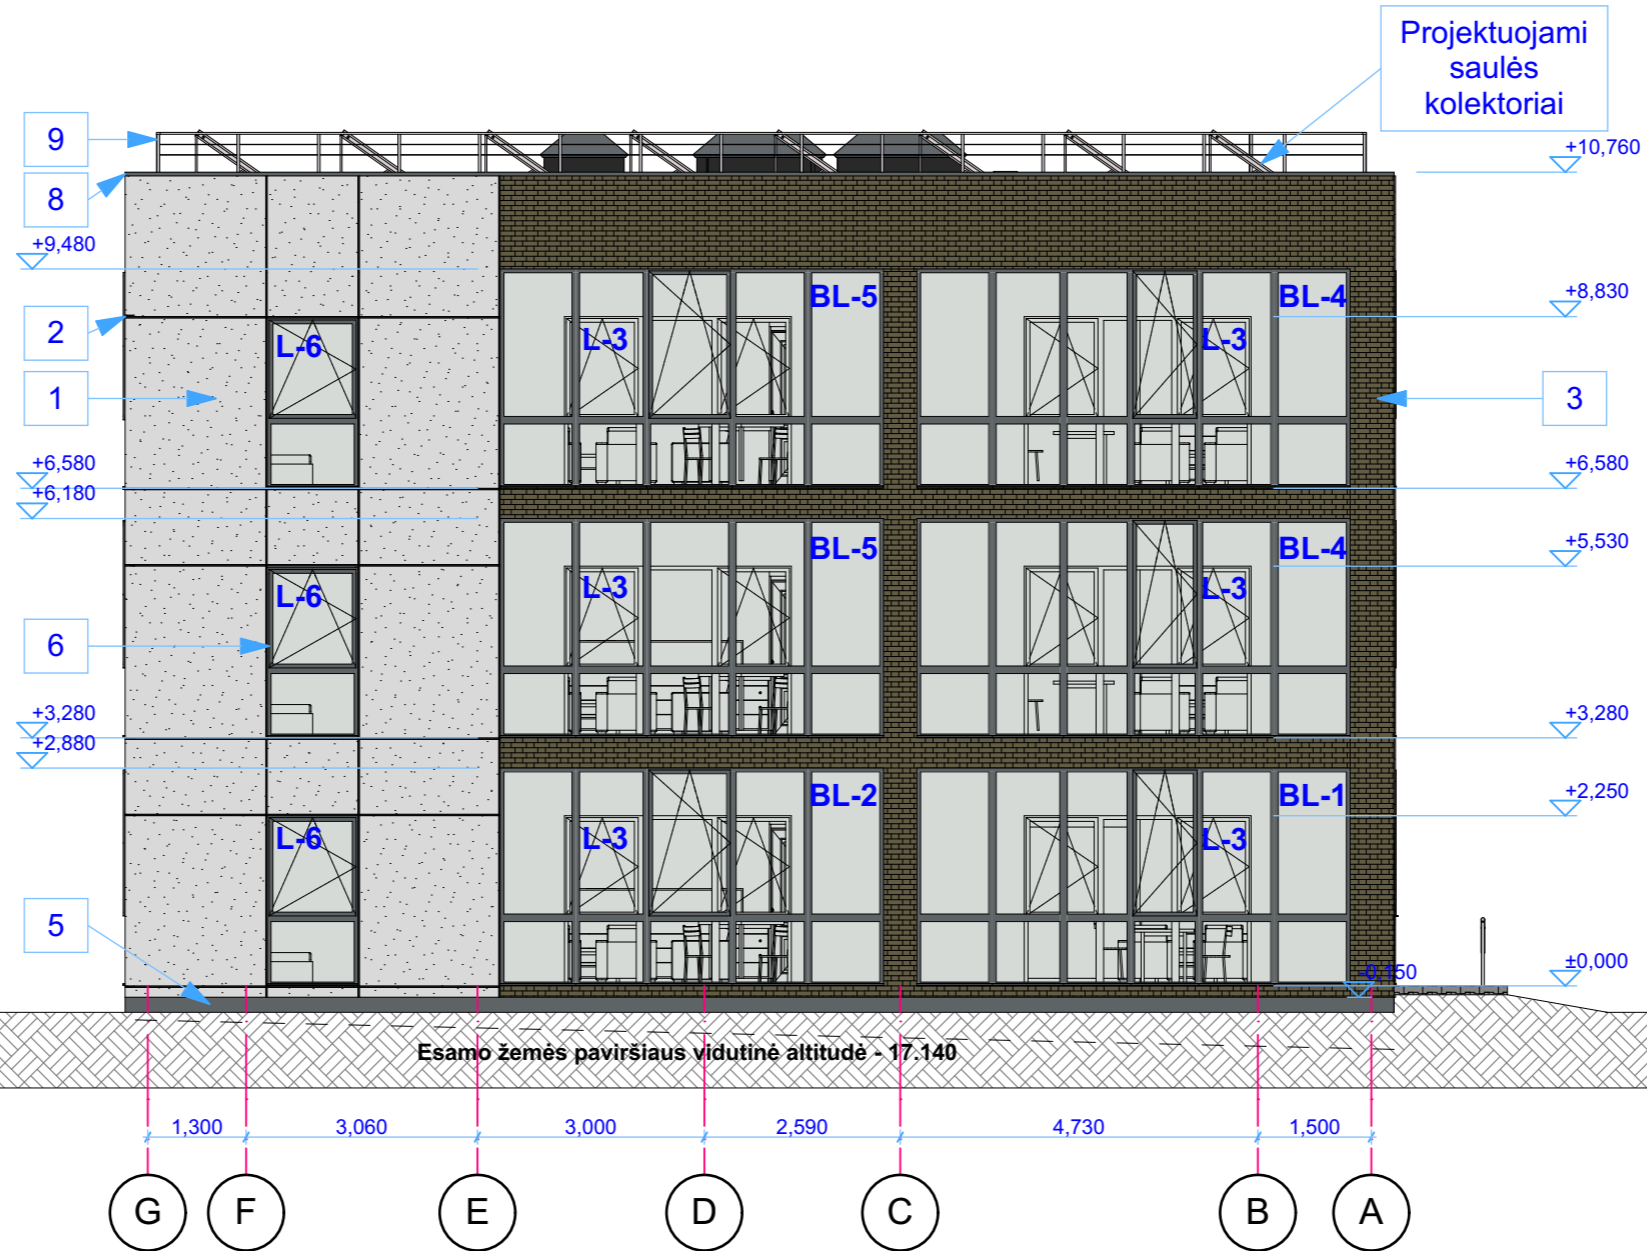 Projektuojami
saulės
kolektoriai
9
+10,760
8
+9,480
BL-5
BL-4
+8,830
2
L-6
L-3
L-3
1
3
+6,580
+6,580
+6,180
BL-5
BL-4
+5,530
L-6
L-3
L-3
6
+3,280
+3,280
+2,880
BL-2
BL-1
+2,250
L-6
L-3
L-3
5
-0,150
±0,000
Esamo žemės paviršiaus vidutinė altitudė - 17.140
1,300
3,060
3,000
2,590
4,730
1,500
G
F
E
D
C
B
A